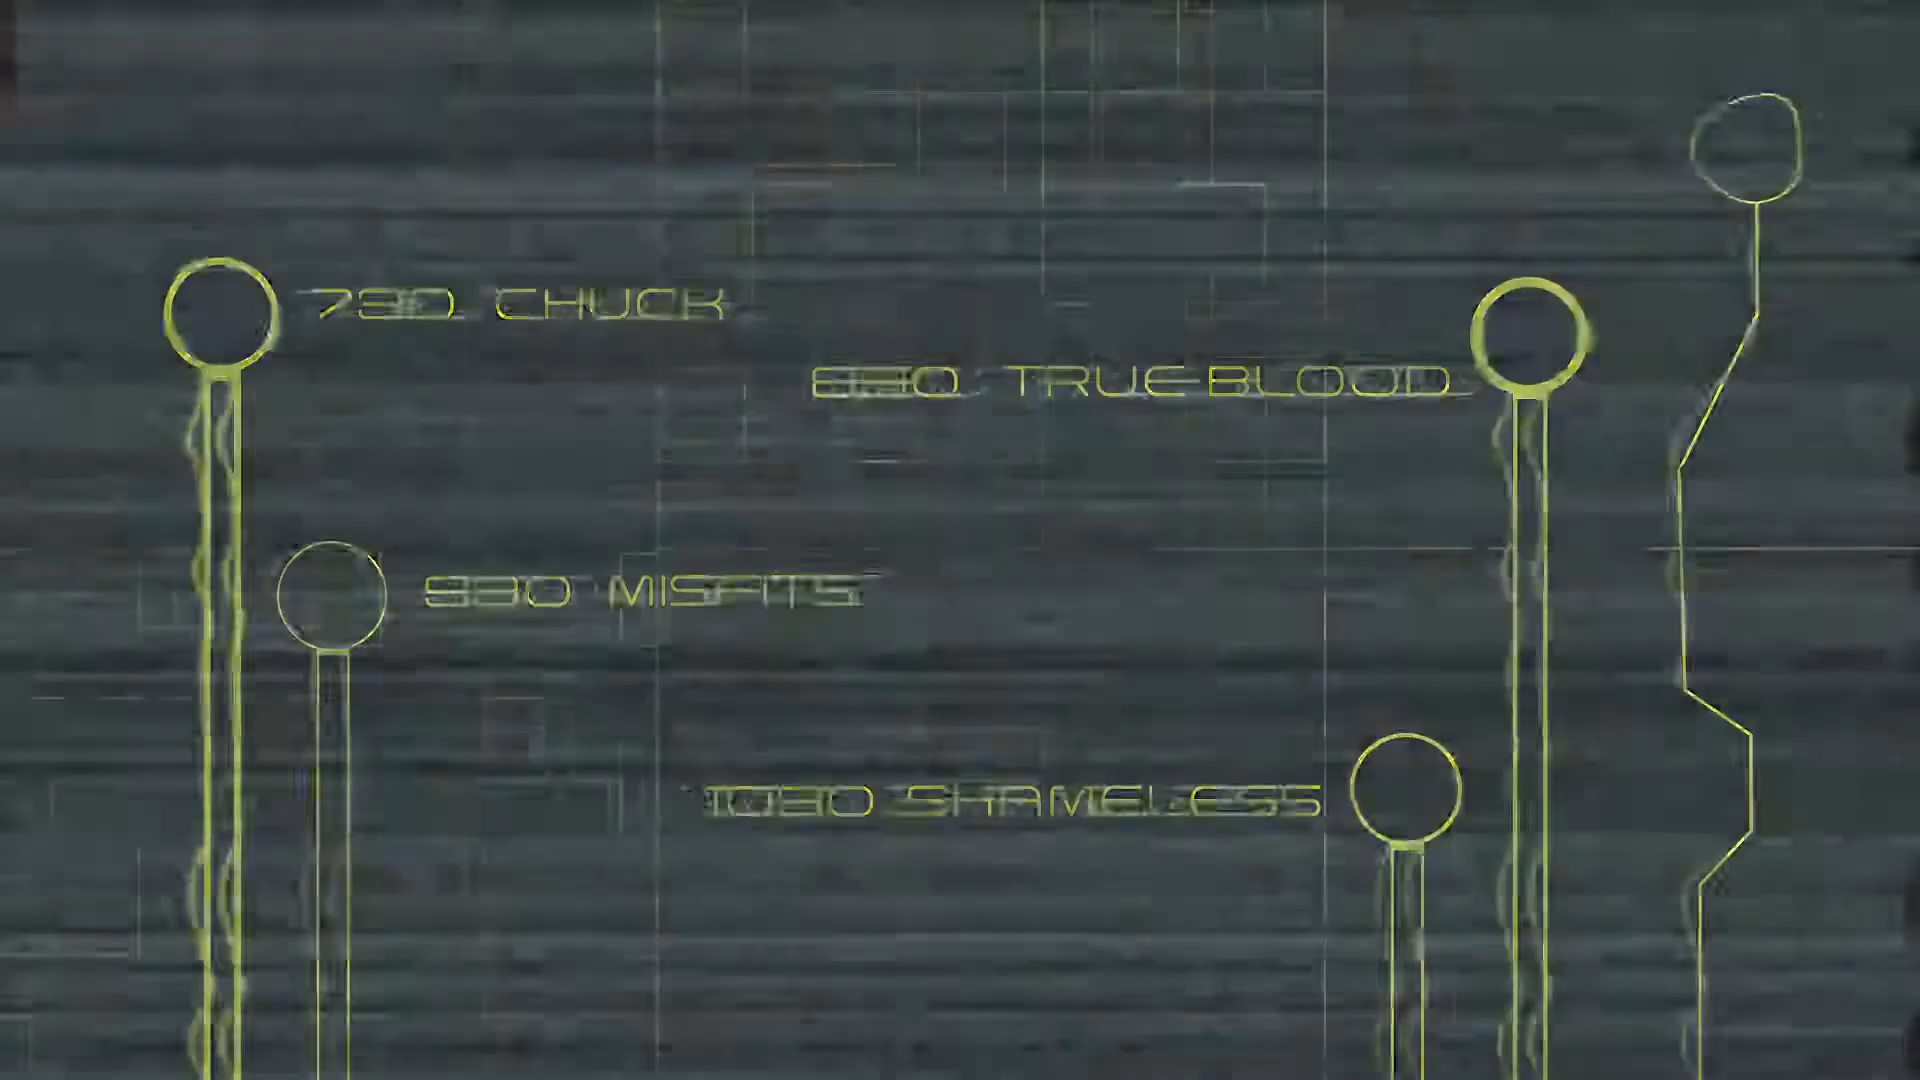 730 CHUCK
830 TRUE BLOOD
930 MISFITS
1030 SHAMELESS